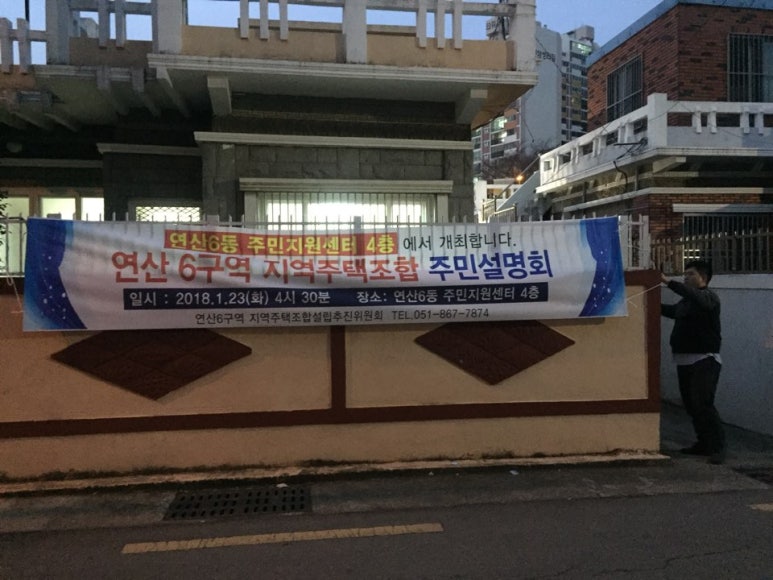 연산6동 주민지원센터 4층 에서 개최합니다.
연산 6구역 지역주택조합 주민설명회
일시 : 2018.1.23(화) 4시 30분 장소: 연산6동 주민지원센터 4층
연산6구역 지역주택조합설립추진위원회 TEL.051-867-7874